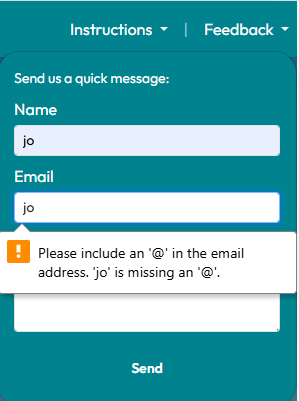 Instructions | Feedback
Send us a quick message:
Name
jo
Email
jo
Please include an '@' in the email
address. 'jo' is missing an '@'.
Send